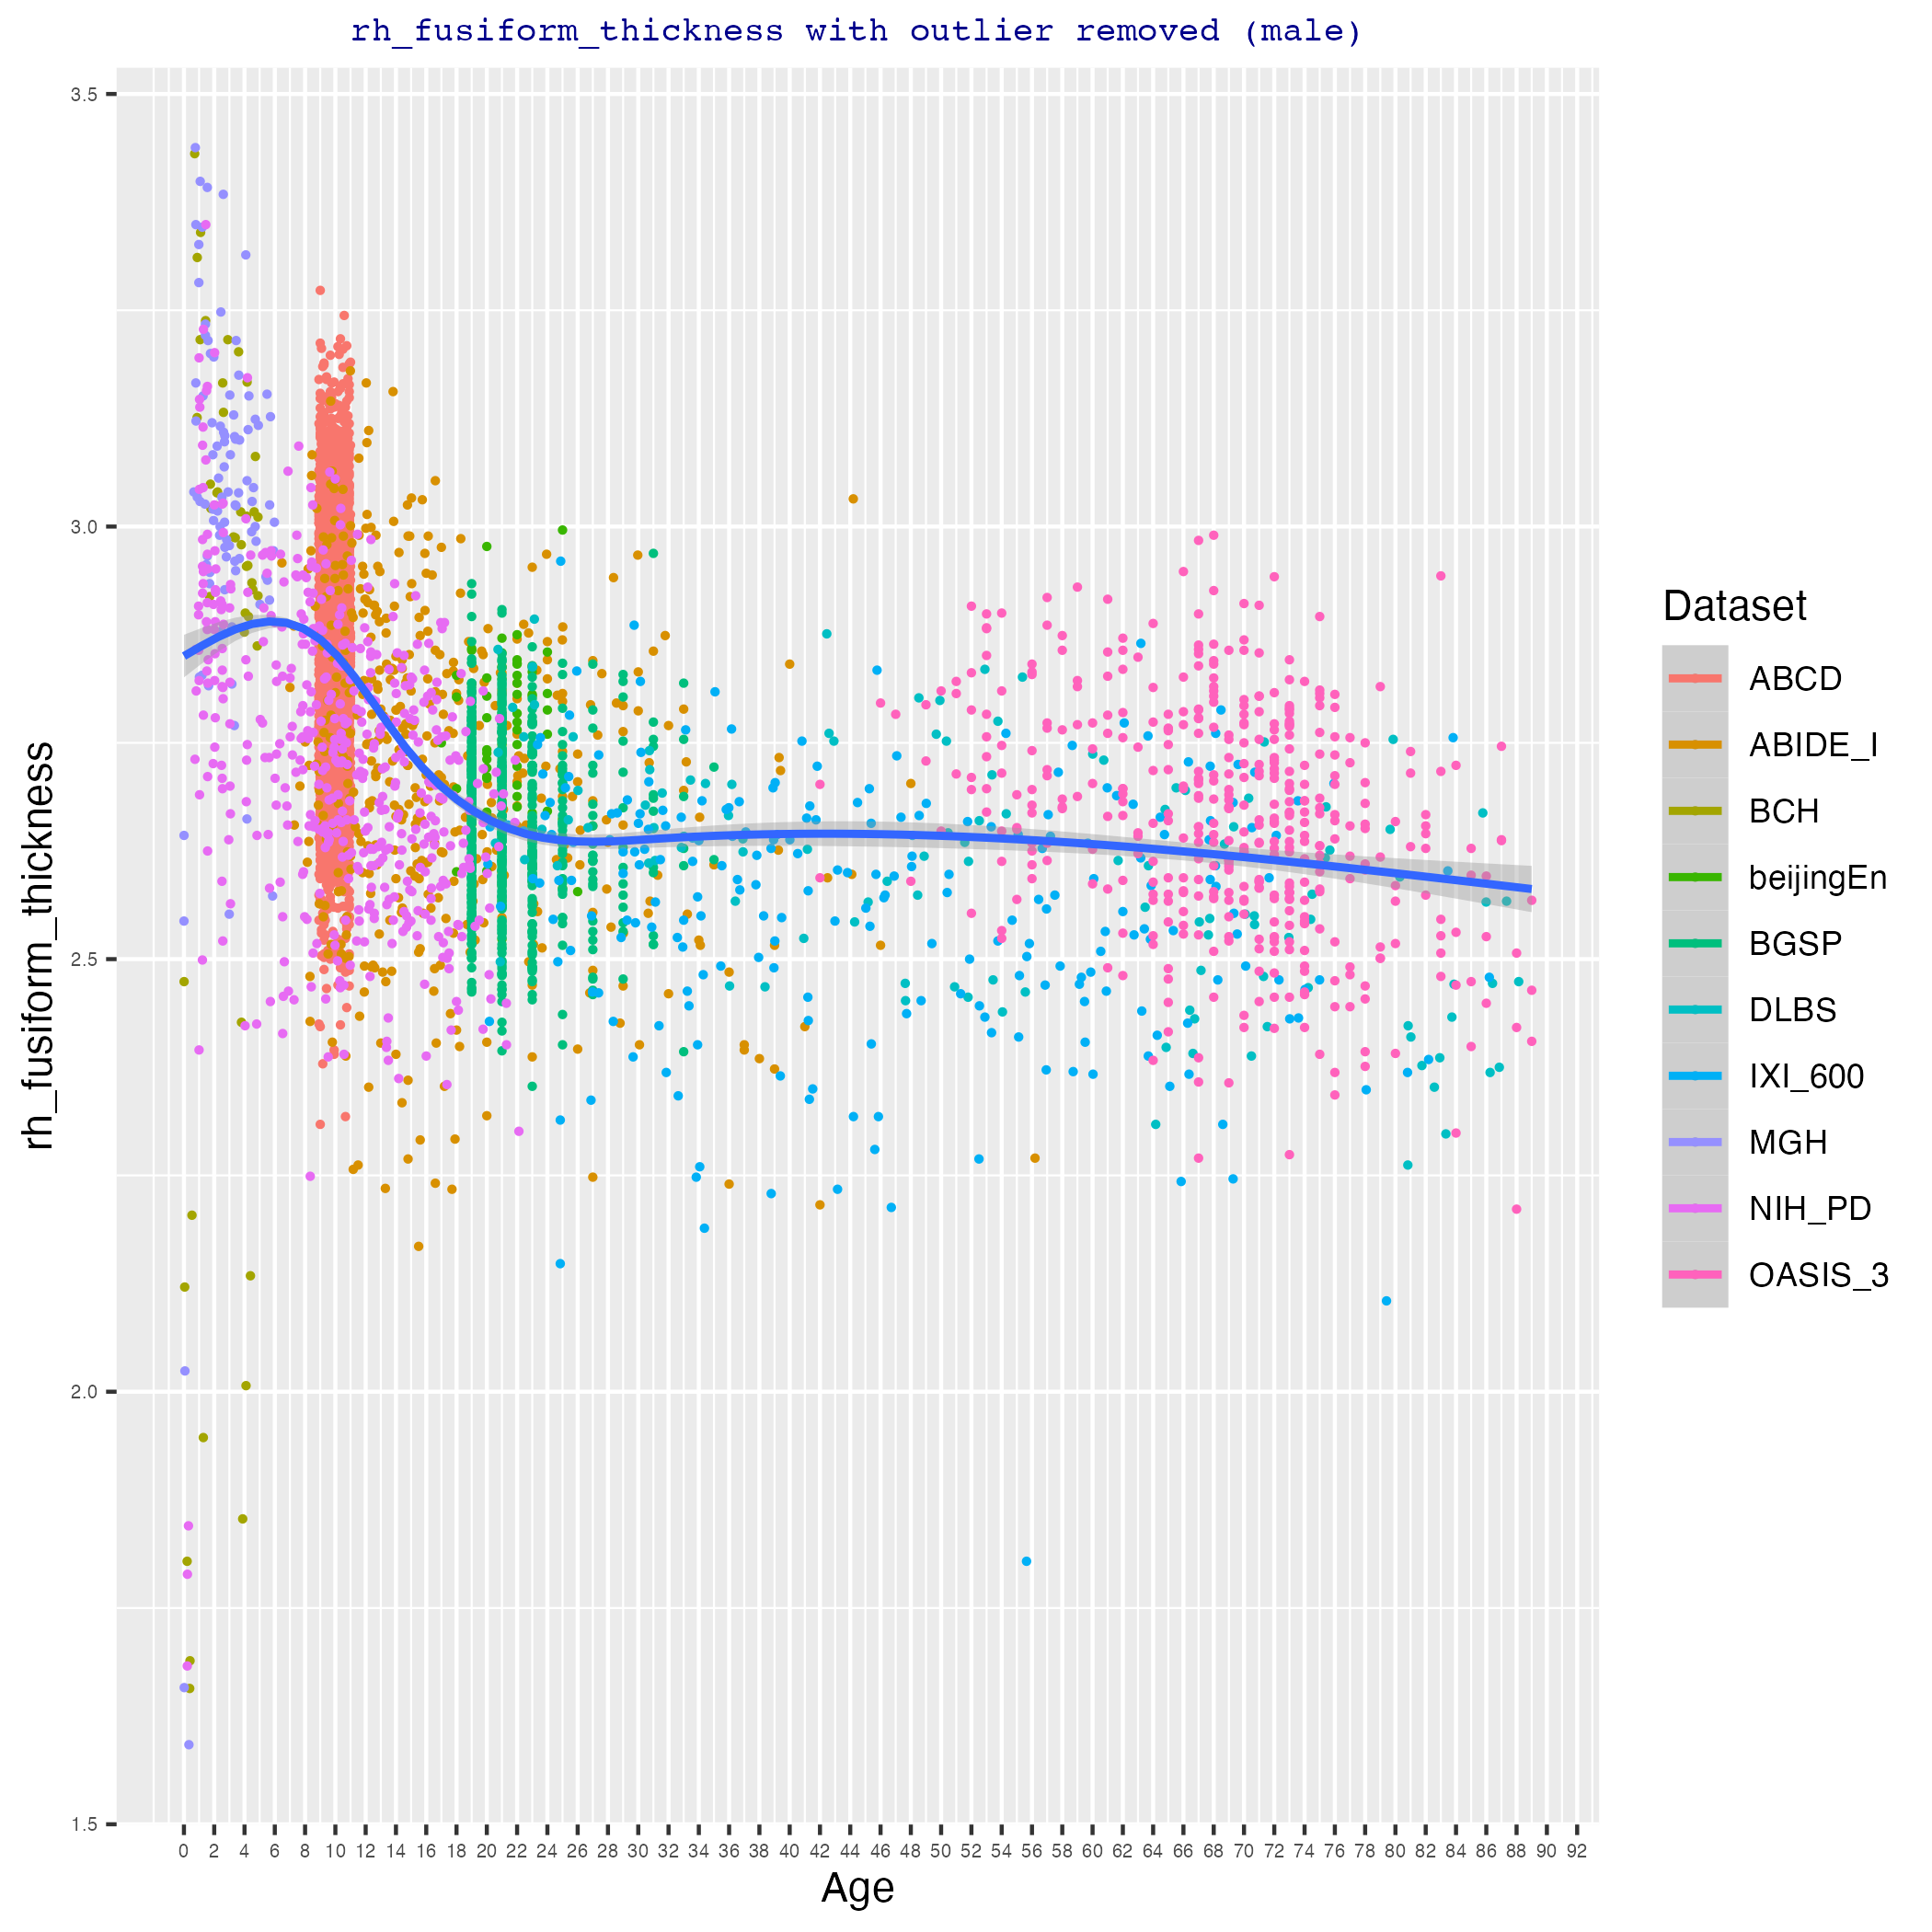 rh_fusiform_thickness with outlier removed (male)
rh_fusiform_thickness
3.5
3.0
2.5
2.0
1.5
0 2 4 6 8 10 12 14 16 18 20 22 24 26 28 30 32 34 36 38 40 42 44 46 48 50 52 54 56 58 60 62 64 66 68 70 72 74 76 78 80 82 84 86 88 90 92
Age
Dataset
ABCD
ABIDE_I
BCH
beijingEn
BGSP
DLBS
IXI_600
MGH
NIH_PD
OASIS_3